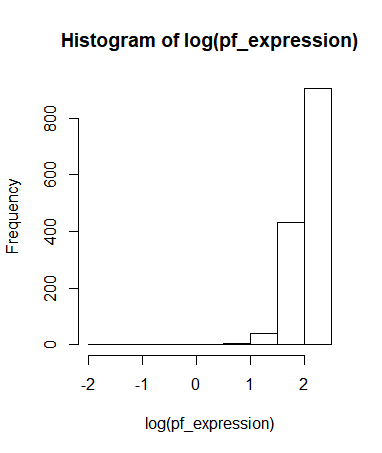 Histogram of log(pf_expression)
Frequency
800
600
400
200
0
-2 -1 0 1 2
log(pf_expression)